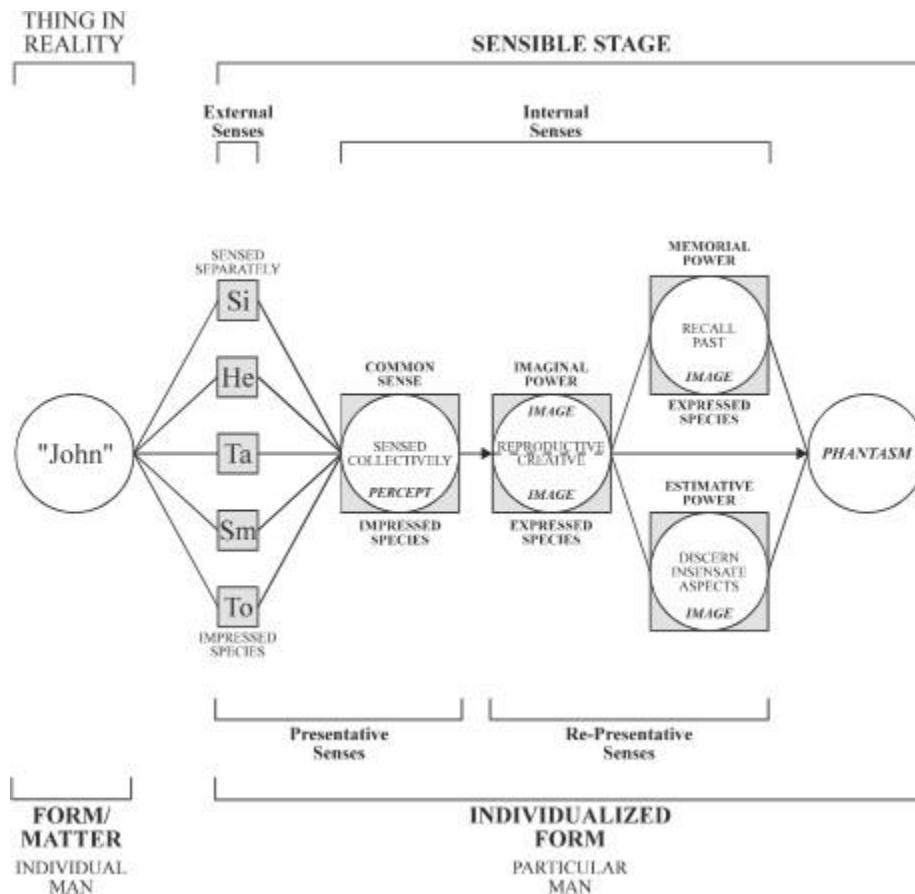 THING IN
REALITY
SENSIBLE STAGE
External
Senses
Internal
Senses
SENSED
SEPARATELY
Si
He
Ta
Sm
To
IMPRESSED
SPECIES
"John"
COMMON
SENSE
SENSED
COLLECTIVELY
PERCEPT
IMPRESSED
SPECIES
IMAGINAL
POWER
IMAGE
REPRODUCTIVE
CREATIVE
IMAGE
EXPRESSED
SPECIES
MEMORIAL
POWER
RECALL
PAST
IMAGE
EXPRESSED
SPECIES
ESTIMATIVE
POWER
DISCERN
INSENSATE
ASPECTS
IMAGE
PHANTASM
Presentative
Senses
Re-Presentative
Senses
FORM/
MATTER
INDIVIDUAL
MAN
INDIVIDUALIZED
FORM
PARTICULAR
MAN